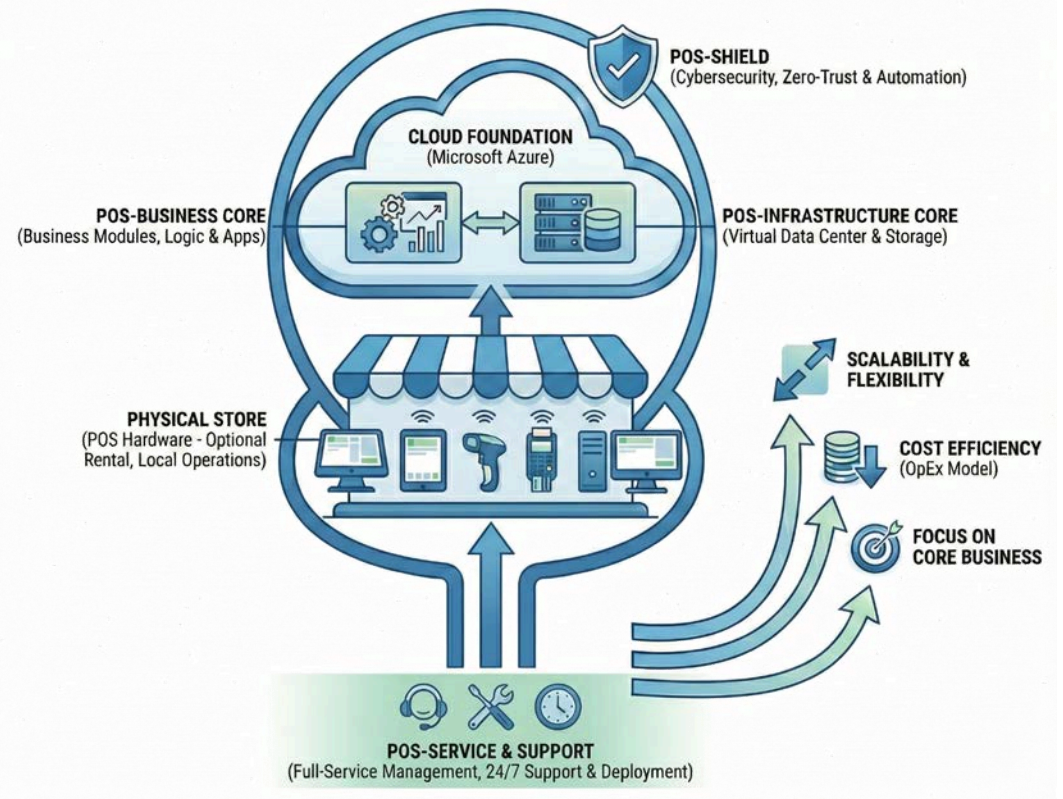 POS-SHIELD
(Cybersecurity, Zero-Trust & Automation)
CLOUD FOUNDATION
(Microsoft Azure)
POS-BUSINESS CORE
(Business Modules, Logic & Apps)
POS-INFRASTRUCTURE CORE
(Virtual Data Center & Storage)
SCALABILITY &
FLEXIBILITY
PHYSICAL STORE
(POS Hardware - Optional
Rental, Local Operations)
COST EFFICIENCY
(OpEx Model)
FOCUS ON
CORE BUSINESS
POS-SERVICE & SUPPORT
(Full-Service Management, 24/7 Support & Deployment)